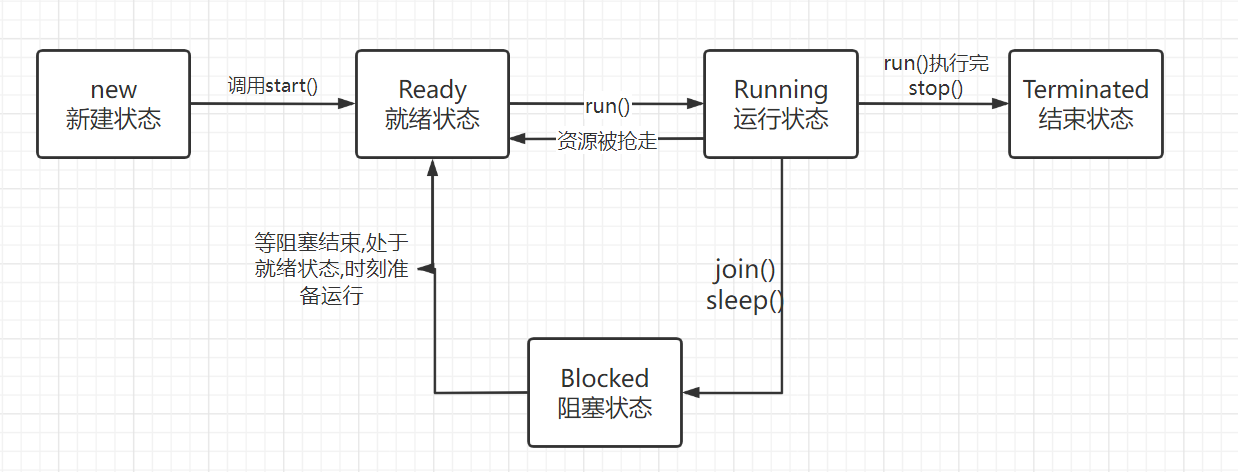 new
新建状态
调用start()
Ready
就绪状态
run()
资源被抢走
Running
运行状态
run()执行完
stop()
Terminated
结束状态
等阻塞结束,处于
就绪状态,时刻准
备运行
join()
sleep()
Blocked
阻塞状态